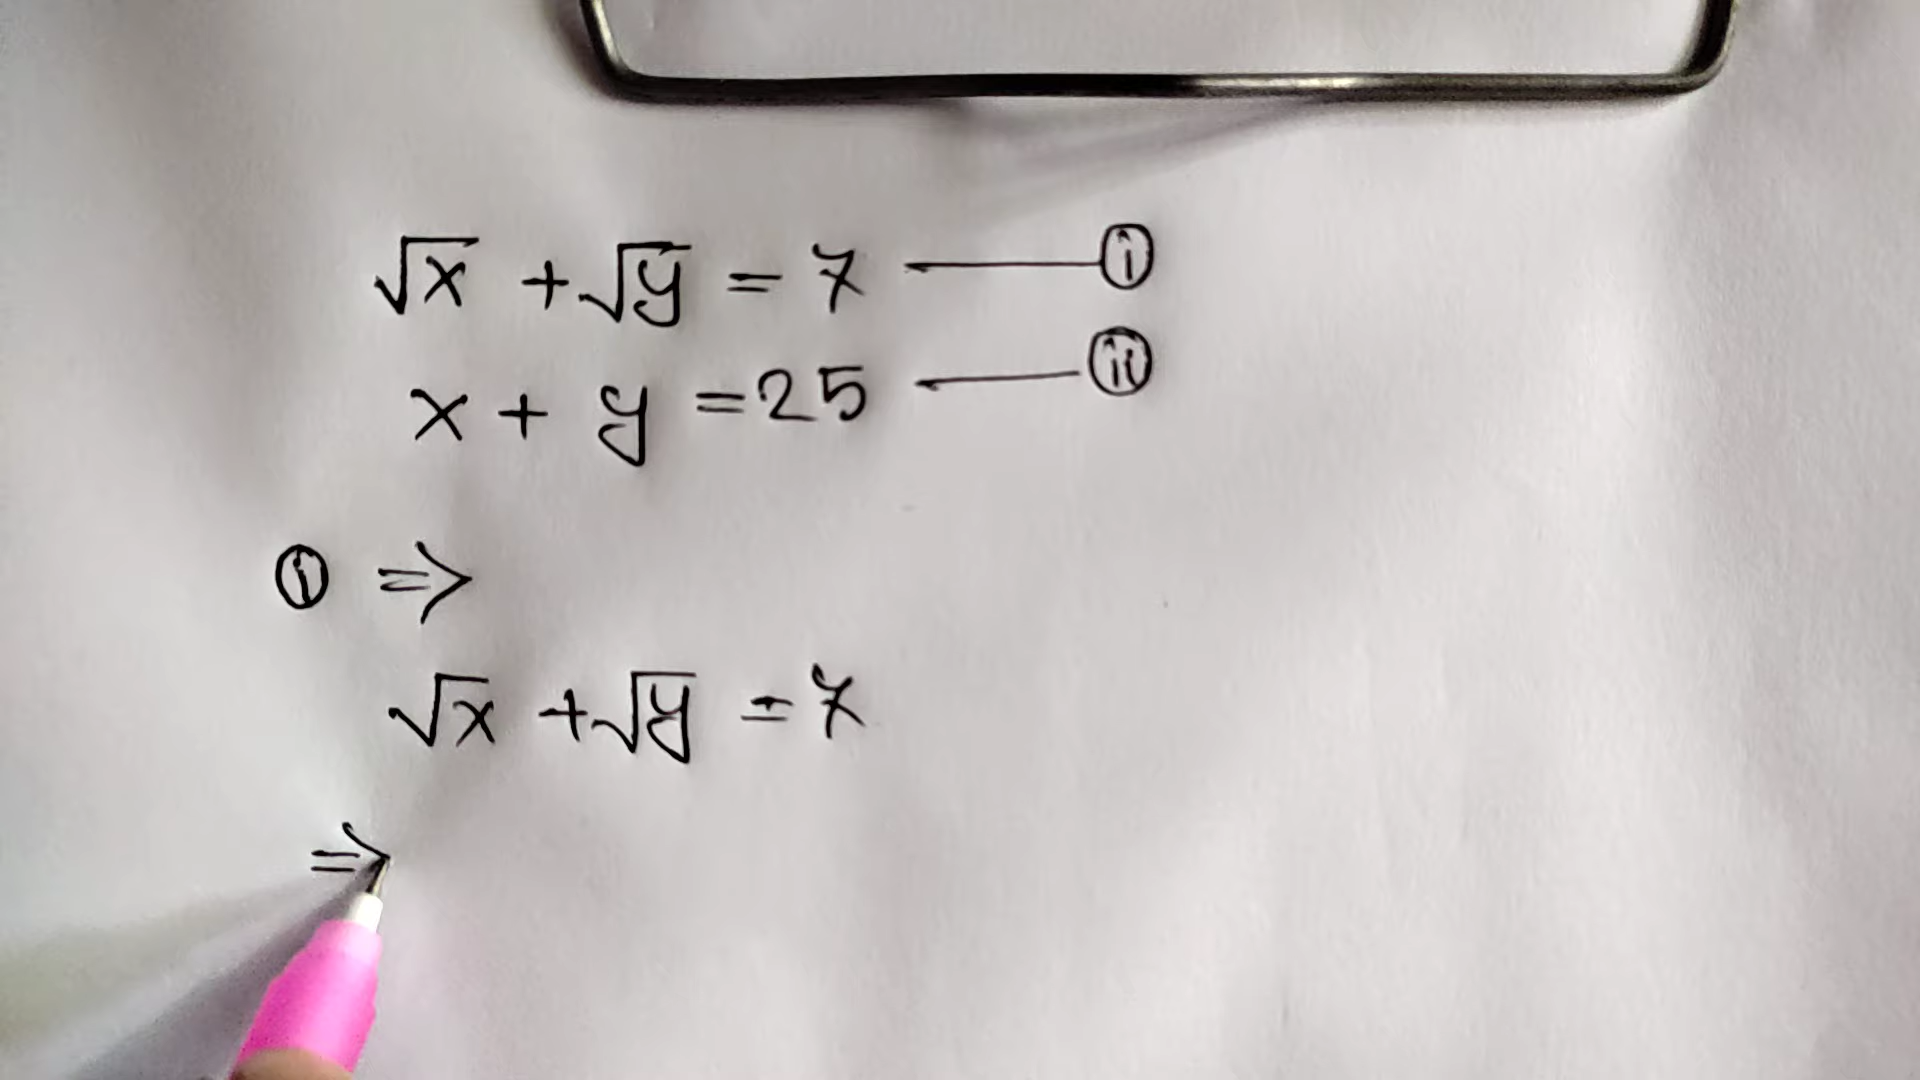 √x + √y = 7 ——— (i)
x + y = 25 ——— (ii)
(i) ⇒
√x + √y = 7
⇒